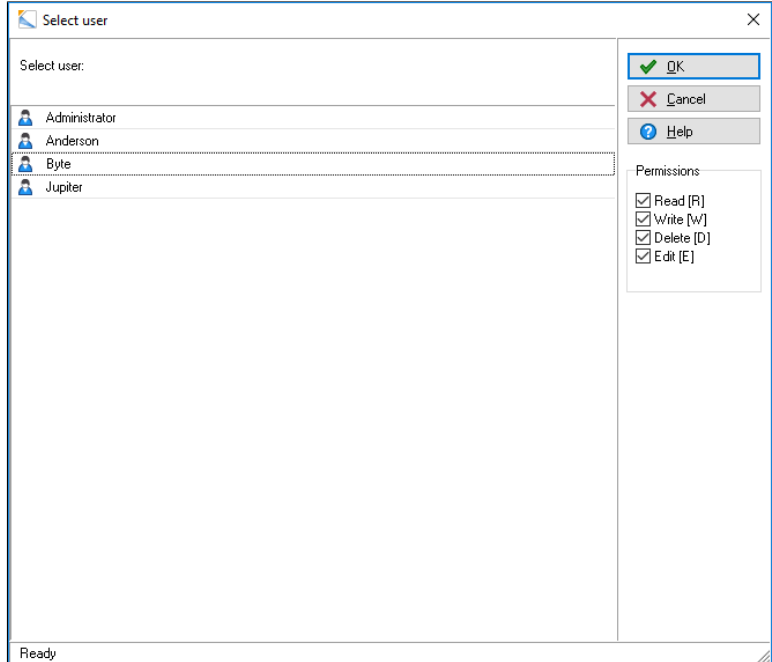 Select user
Select user:
Administrator
Anderson
Byte
Jupiter
OK
Cancel
Help
Permissions
Read [R]
Write [W]
Delete [D]
Edit [E]
Ready